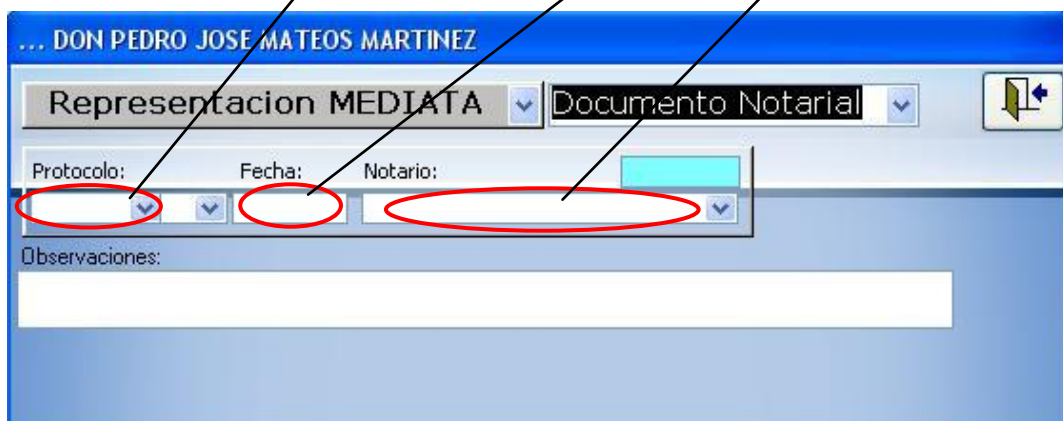 ... DON PEDRO JOSE MATEOS MARTINEZ
Representacion MEDIATA Documento Notarial
Protocolo: Fecha: Notario:
Observaciones: